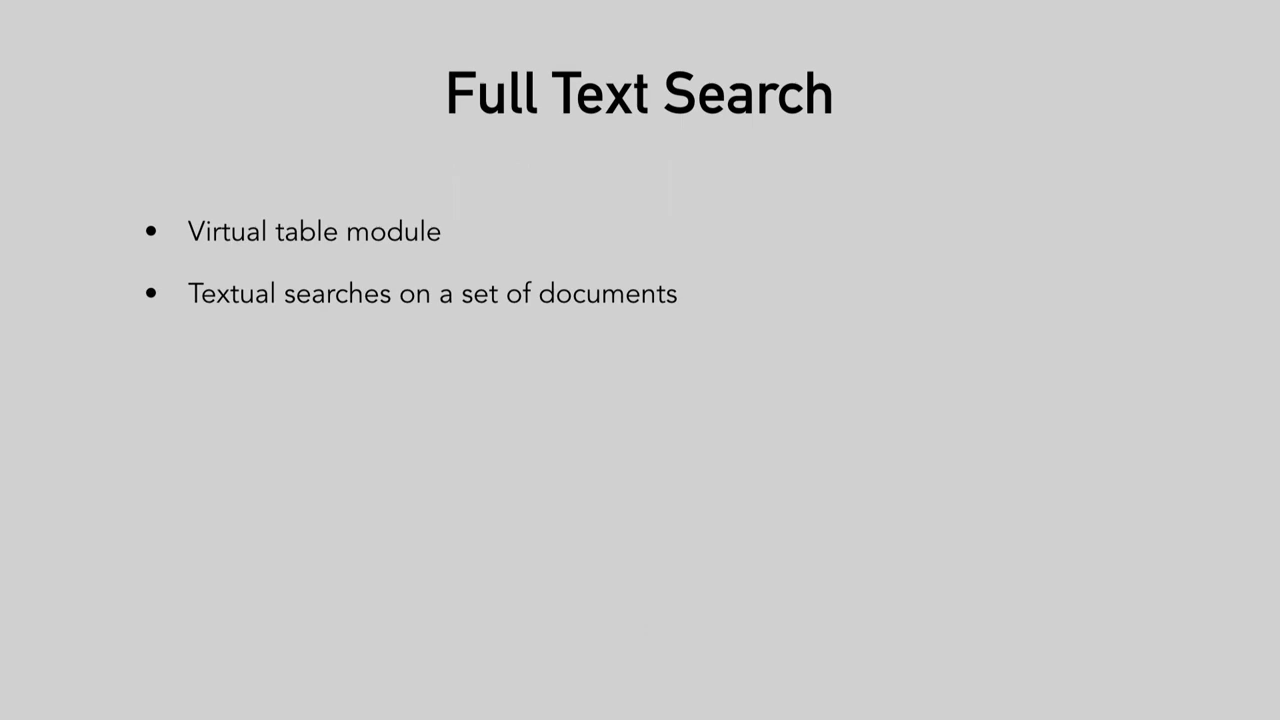 Full Text Search
• Virtual table module
• Textual searches on a set of documents